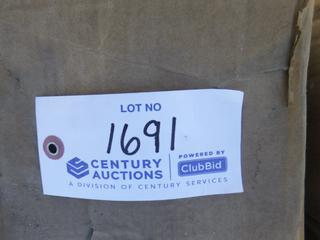 LOT NO
1691
CENTURY AUCTIONS
POWERED BY
ClubBid
A DIVISION OF CENTURY SERVICES